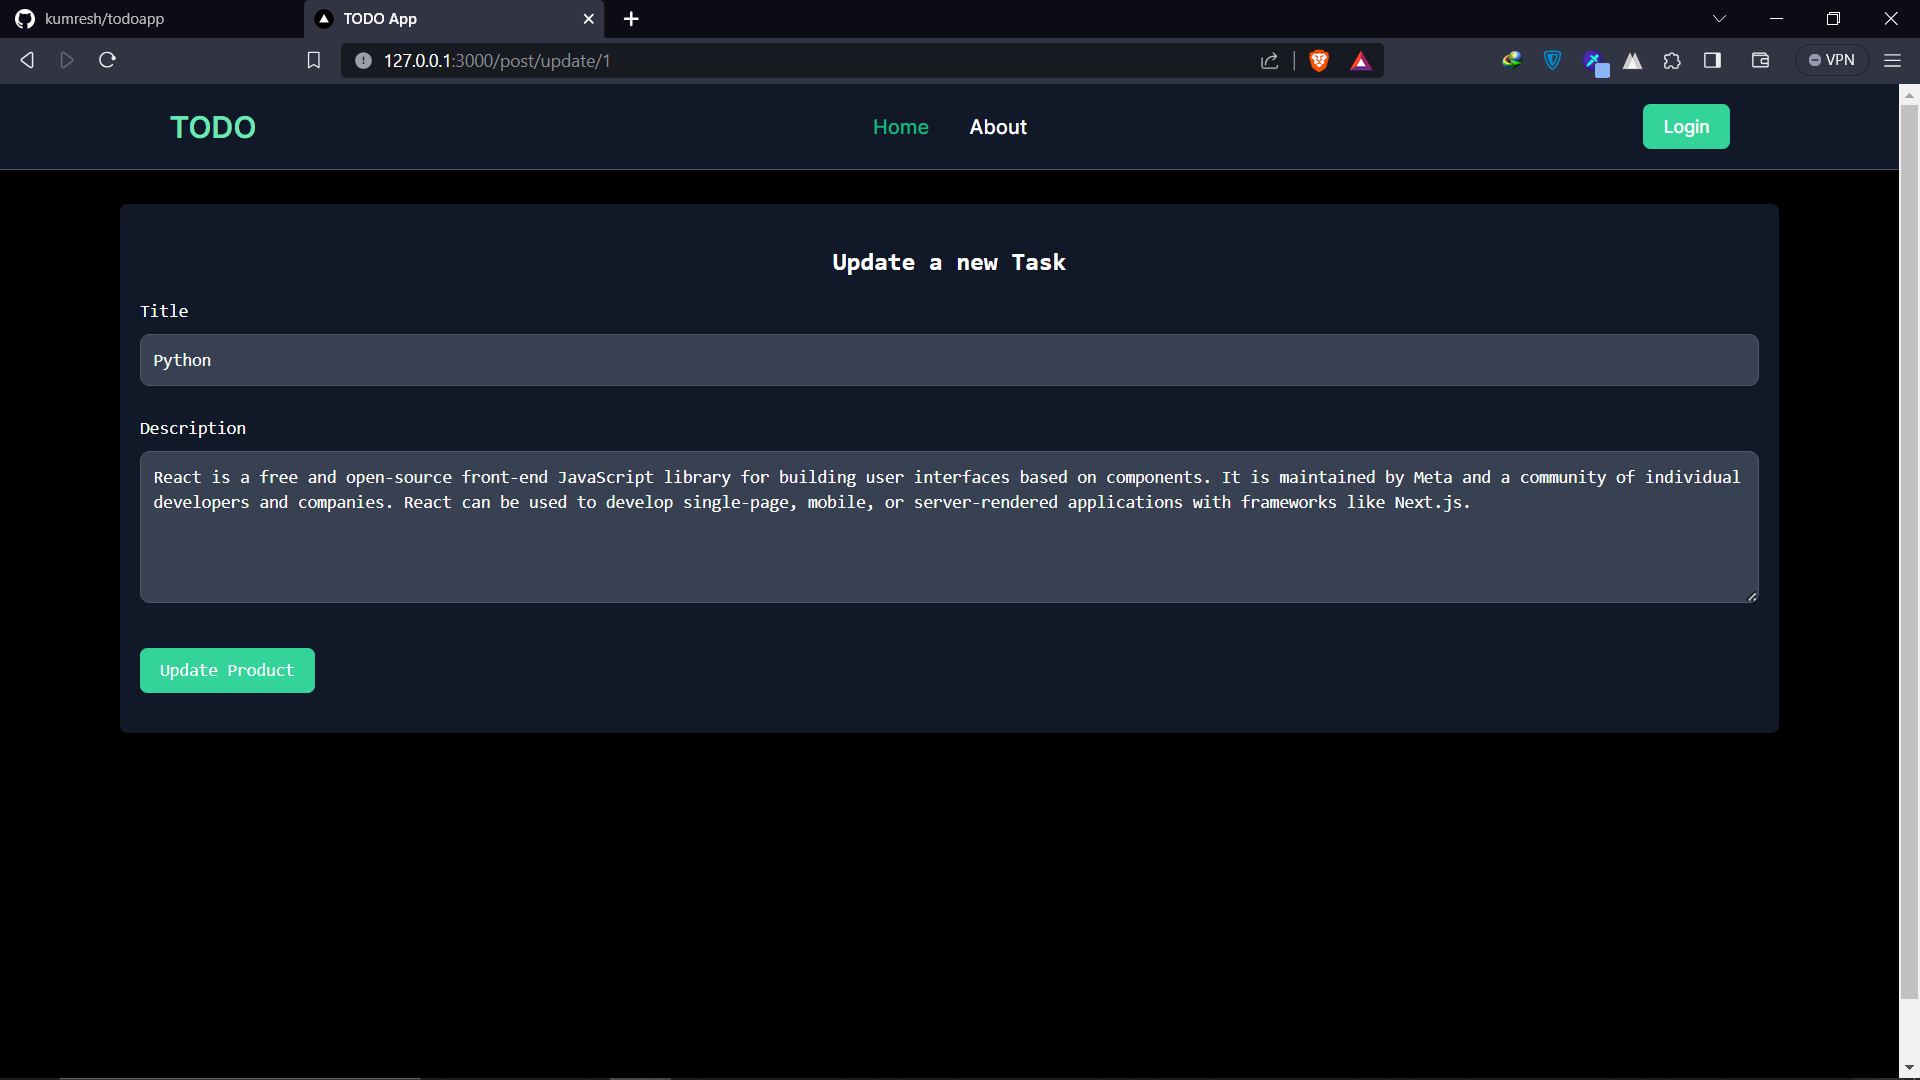 kumresh/todoapp
TODO App
127.0.0.1:3000/post/update/1
VPN
TODO
Home
About
Login
Update a new Task
Title
Python
Description
React is a free and open-source front-end JavaScript library for building user interfaces based on components. It is maintained by Meta and a community of individual
developers and companies. React can be used to develop single-page, mobile, or server-rendered applications with frameworks like Next.js.
Update Product